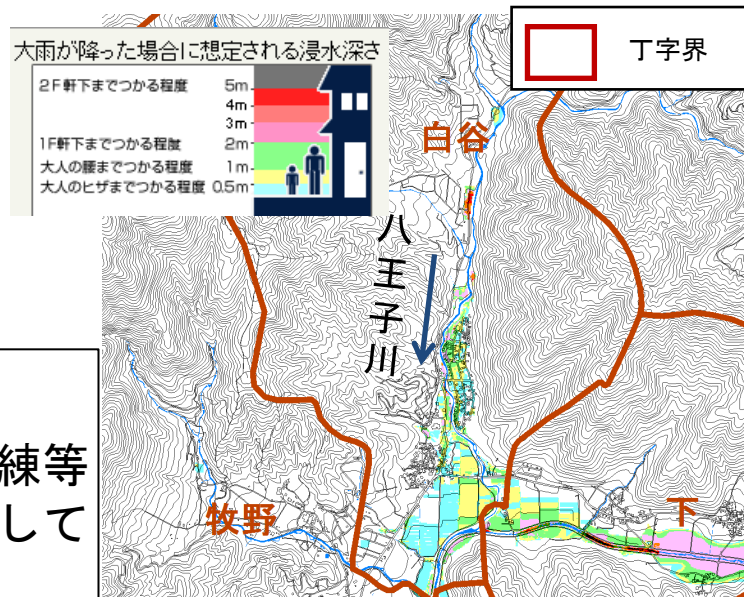 大雨が降った場合に想定される浸水深さ
2F軒下までつかる程度 5m
4m
3m
1F軒下までつかる程度 2m
大人の腰までつかる程度 1m
大人のヒザまでつかる程度 0.5m
丁字界
白谷
八王子川
練等
して
牧野
下